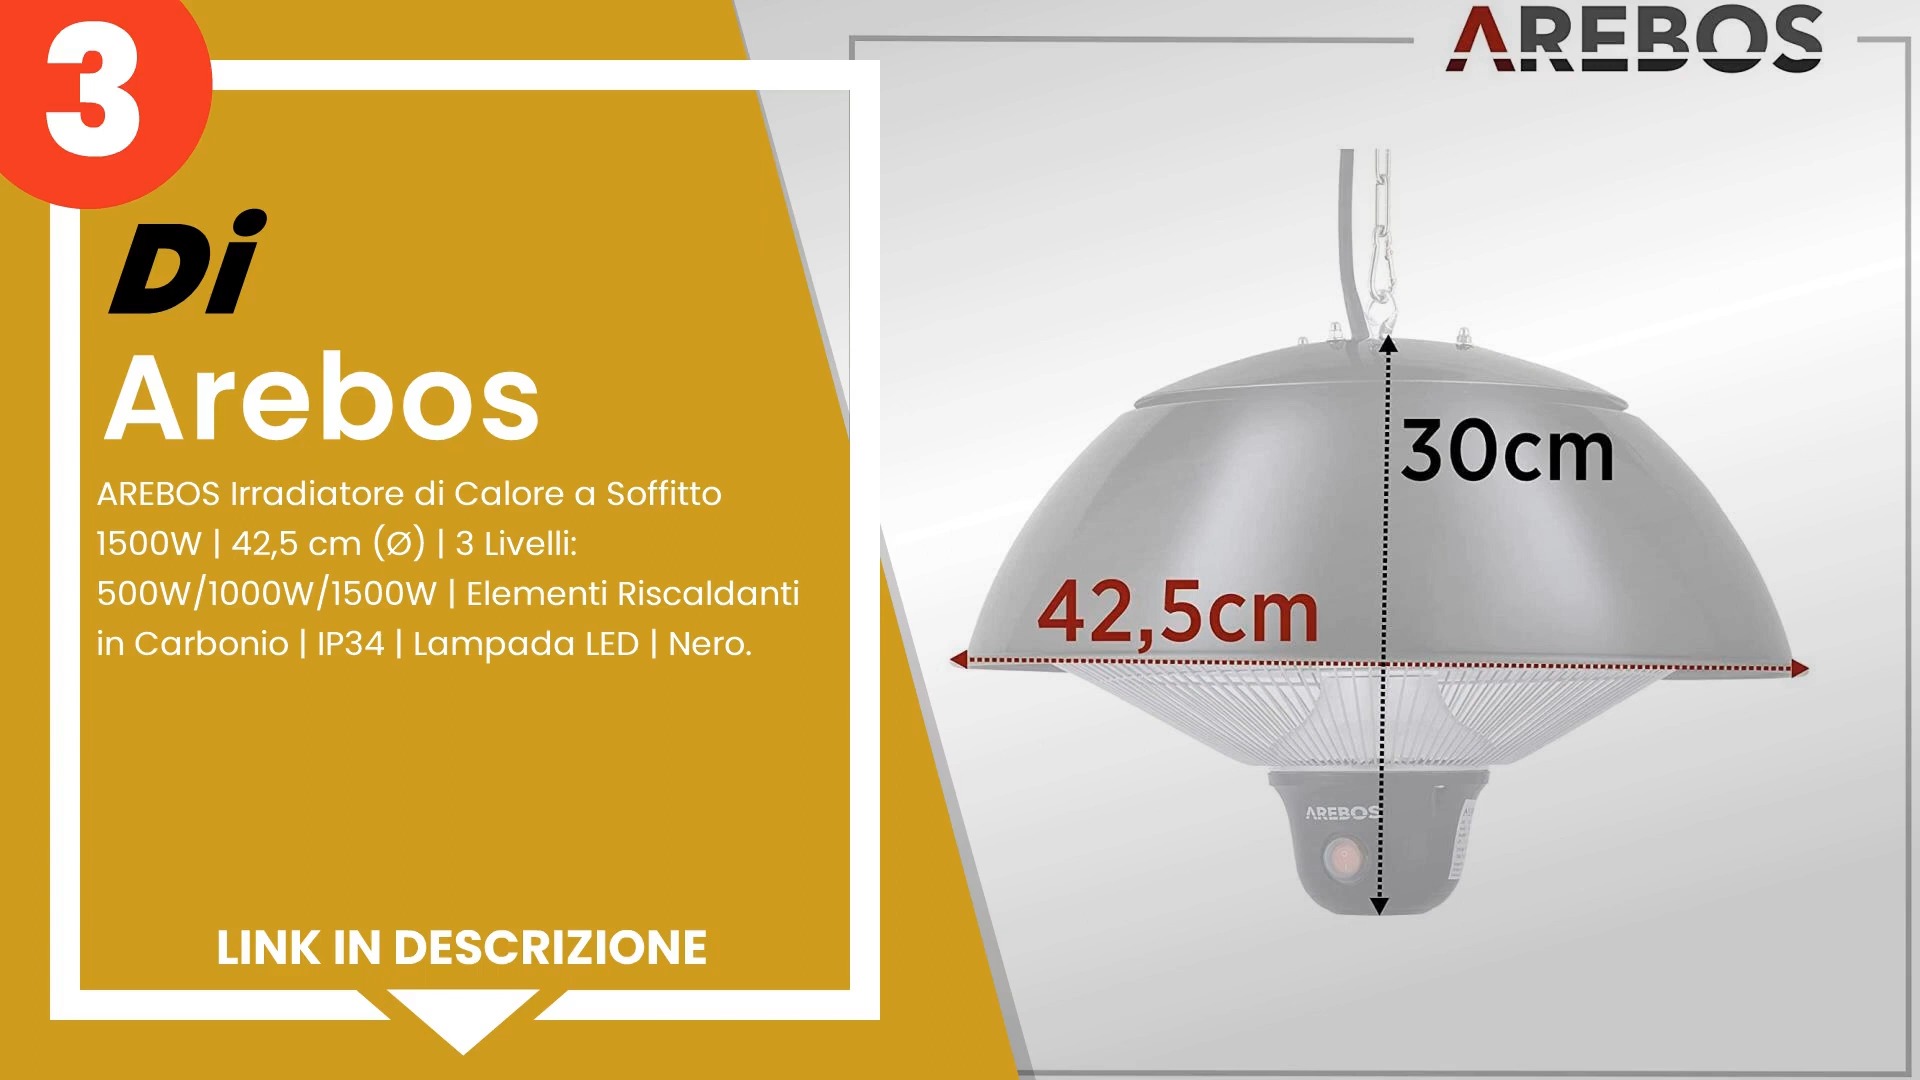 3
Di
Arebos
AREBOS Irradiatore di Calore a Soffitto
1500W | 42,5 cm (Ø) | 3 Livelli:
500W/1000W/1500W | Elementi Riscaldanti
in Carbonio | IP34 | Lampada LED | Nero.
LINK IN DESCRIZIONE
AREBOS
30cm
42,5cm
AREBOS